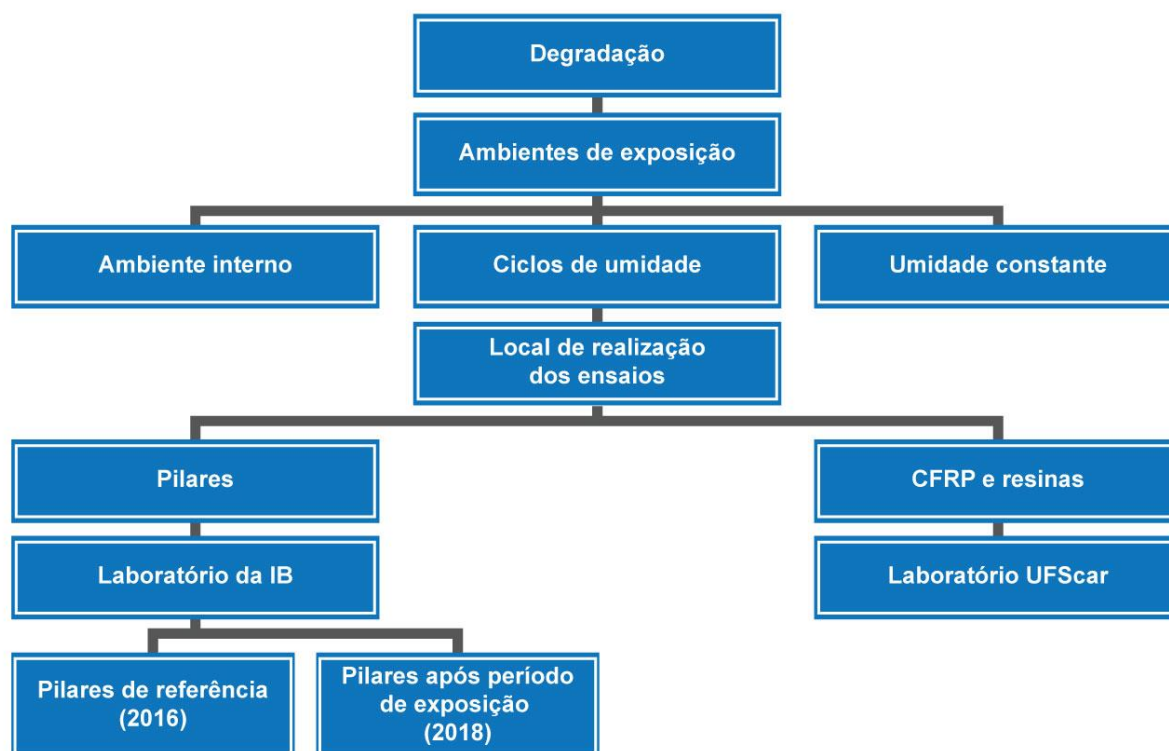 Degradação
Ambientes de exposição
Ambiente interno
Ciclos de umidade
Umidade constante
Local de realização
dos ensaios
Pilares
CFRP e resinas
Laboratório da IB
Laboratório UFScar
Pilares de referência
(2016)
Pilares após período
de exposição
(2018)